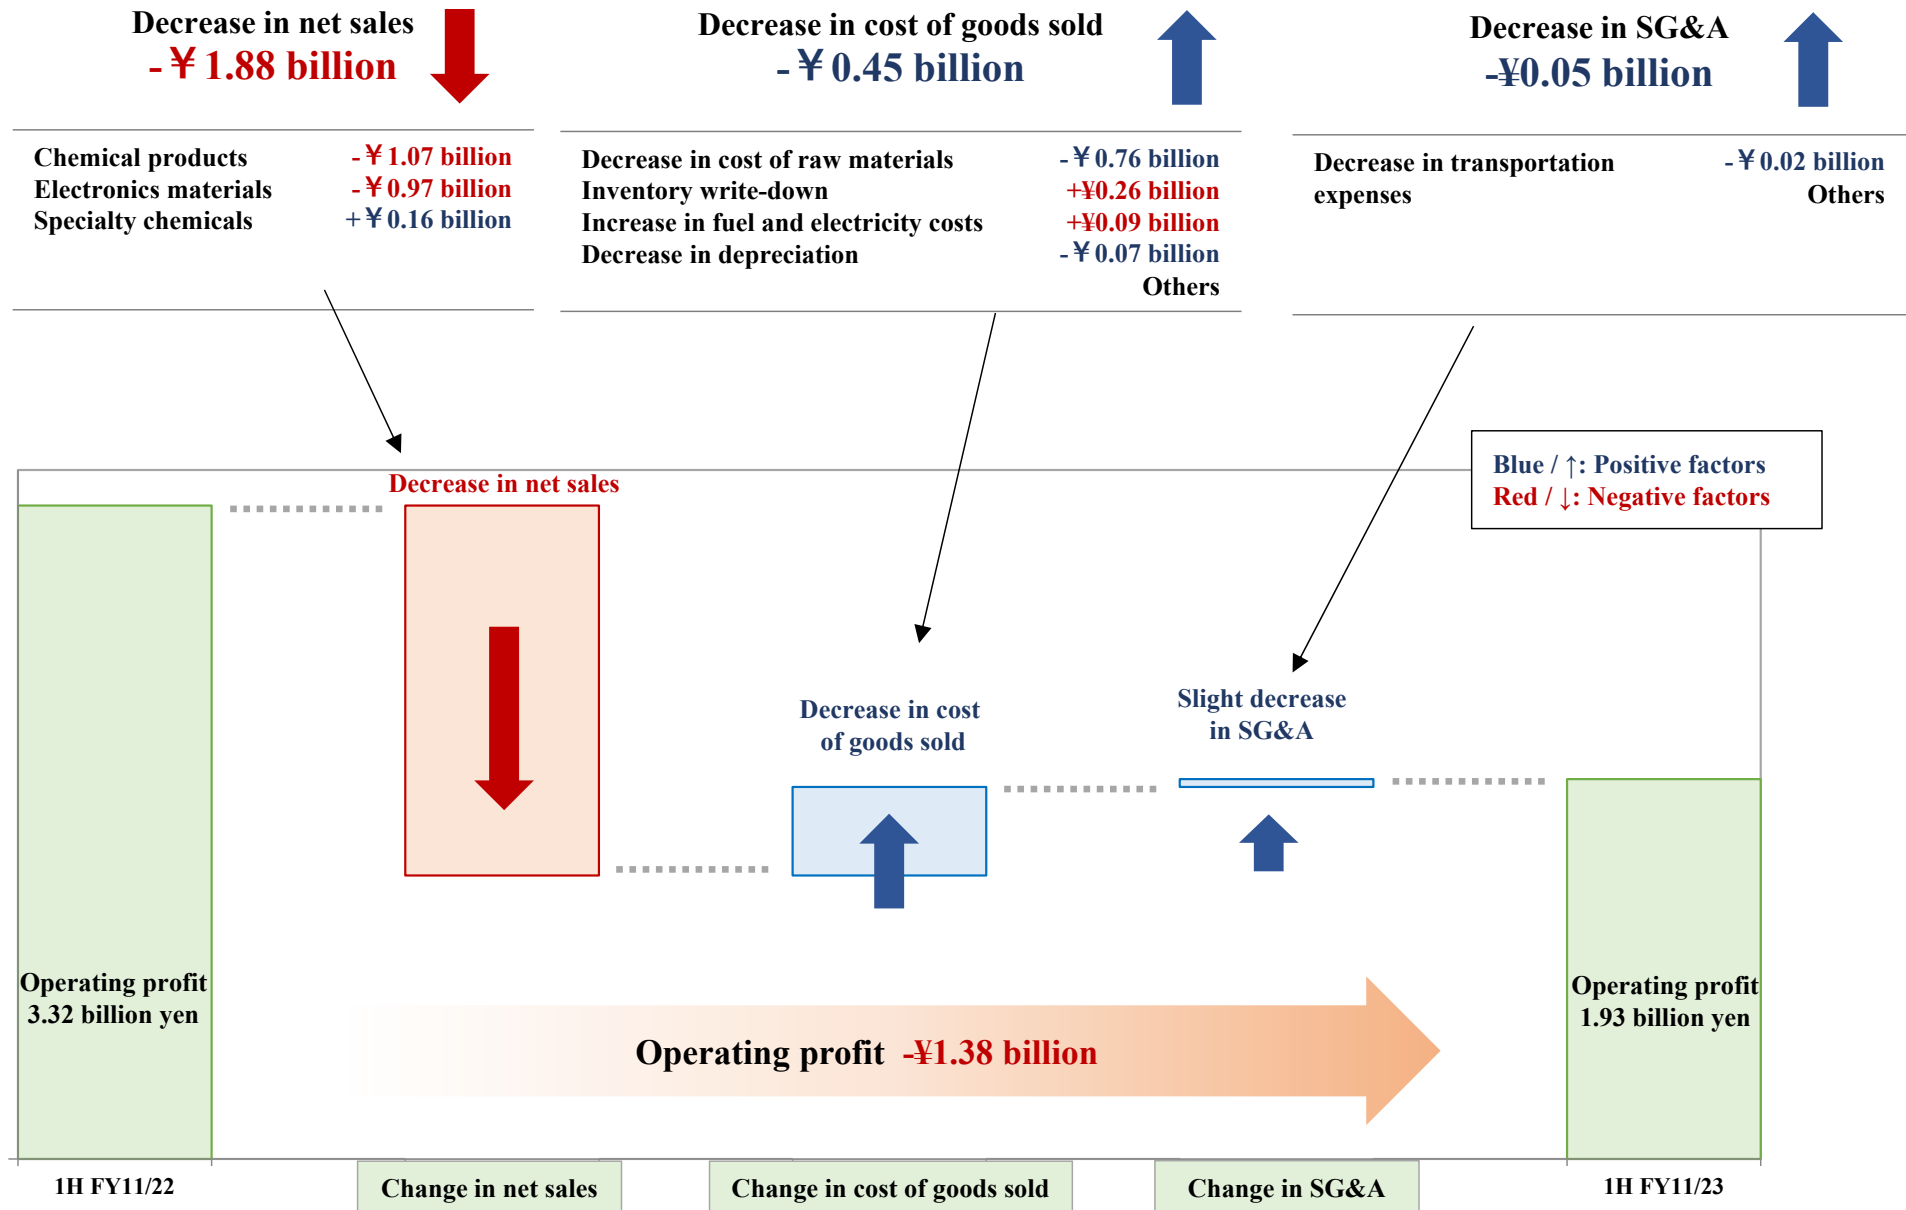 Decrease in net sales
-￥1.88 billion
Decrease in cost of goods sold
-￥0.45 billion
Decrease in SG&A
-¥0.05 billion
Chemical products -￥1.07 billion
Electronics materials -￥0.97 billion
Specialty chemicals +￥0.16 billion
Decrease in cost of raw materials -￥0.76 billion
Inventory write-down +¥0.26 billion
Increase in fuel and electricity costs +¥0.09 billion
Decrease in depreciation -￥0.07 billion
Others
Decrease in transportation -￥0.02 billion
expenses Others
Blue / ↑: Positive factors
Red / ↓: Negative factors
Decrease in net sales
Decrease in cost
of goods sold
Slight decrease
in SG&A
Operating profit
3.32 billion yen
Operating profit -¥1.38 billion
Operating profit
1.93 billion yen
1H FY11/22
Change in net sales
Change in cost of goods sold
Change in SG&A
1H FY11/23